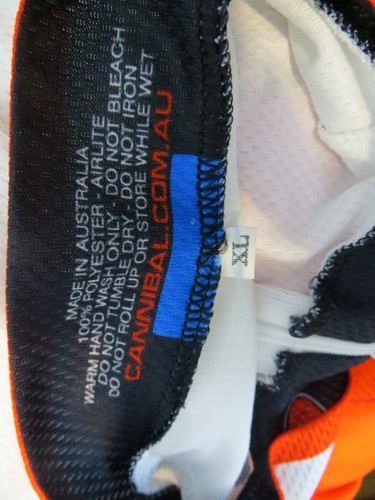 MADE IN AUSTRALIA
100% POLYESTER AIRLITE
WARM HAND WASH ONLY - DO NOT BLEACH
DO NOT TUMBLE DRY - DO NOT IRON
DO NOT ROLL UP OR STORE WHILE WET
CANNIBAL.COM.AU
XL